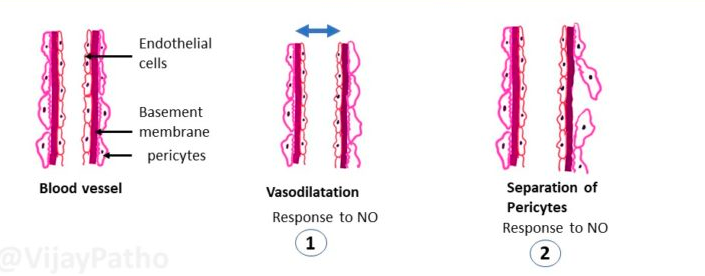 Endothelial
cells
Basement
membrane
pericytes
Blood vessel
Vasodilatation
Response to NO
1
Separation of
Pericytes
Response to NO
2
@VijayPatho